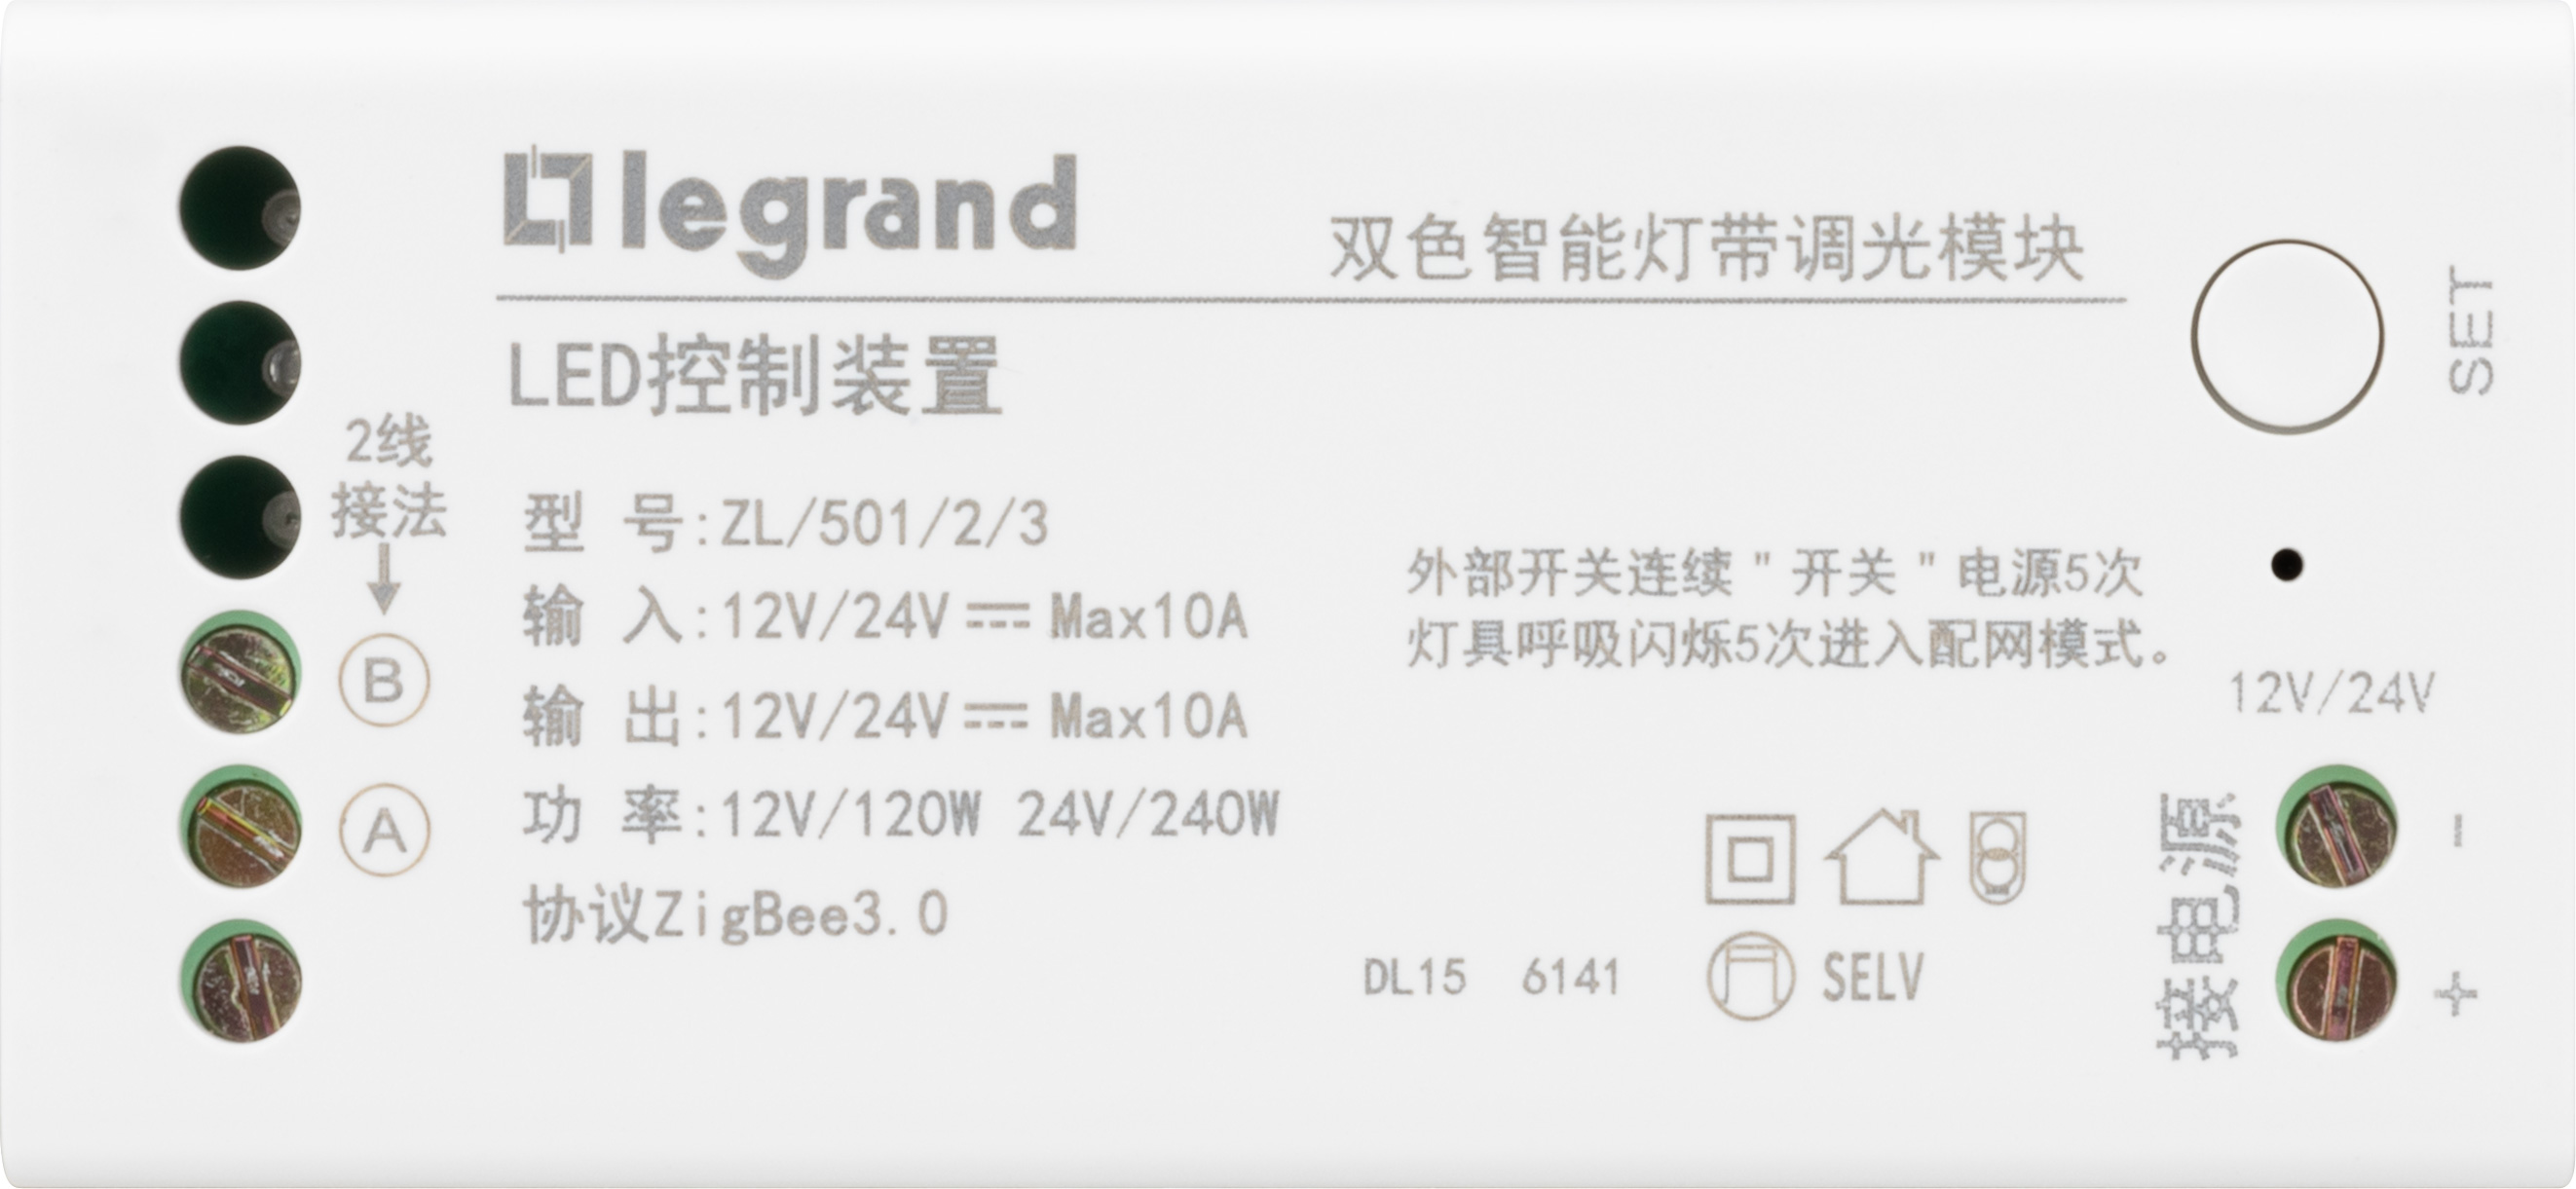 legrand
双色智能灯带调光模块
SET
LED控制装置
2线
接法
型 号:ZL/501/2/3
外部开关连续"开关"电源5次
输 入:12V/24V⎓Max10A
灯具呼吸闪烁5次进入配网模式。
B
12V/24V
输 出:12V/24V⎓Max10A
功 率:12V/120W 24V/240W
A
-
接电源
协议ZigBee3.0
DL15 6141
SELV
+